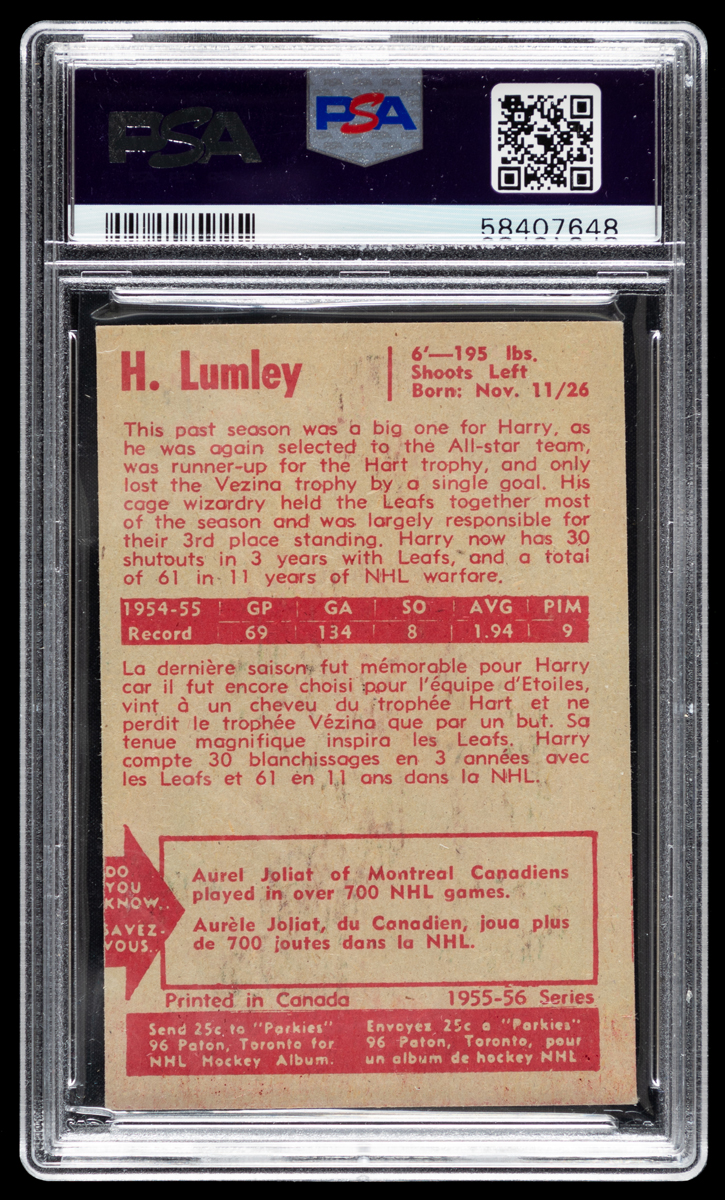 PSA PSA
58407648
H. Lumley
6'—195 lbs.
Shoots Left
Born: Nov. 11/26
This past season was a big one for Harry, as
he was again selected to the All-star team,
was runner-up for the Hart trophy, and only
lost the Vezina trophy by a single goal. His
cage wizardry held the Leafs together most
of the season and was largely responsible for
their 3rd place standing. Harry now has 30
shutouts in 3 years with Leafs, and a total
of 61 in 11 years of NHL warfare.
1954-55 GP GA SO AVG PIM
Record 69 134 8 1.94 9
La dernière saison fut mémorable pour Harry
car il fut encore choisi pour l'équipe d'Etoiles,
vint à un cheveu du trophée Hart et ne
perdit le trophée Vézina que par un but. Sa
tenue magnifique inspira les Leafs. Harry
compte 30 blanchissages en 3 années avec
les Leafs et 61 en 11 ans dans la NHL.
DO
YOU
KNOW..
SAVEZ-
VOUS..
Aurel Joliat of Montreal Canadiens
played in over 700 NHL games.
Aurèle Joliat, du Canadien, joua plus
de 700 joutes dans la NHL.
Printed in Canada 1955-56 Series
Send 25c to "Parkies"
96 Paton, Toronto for
NHL Hockey Album.
Envoyez 25c a "Parkies"
96 Paton, Toronto, pour
un album de hockey NHL